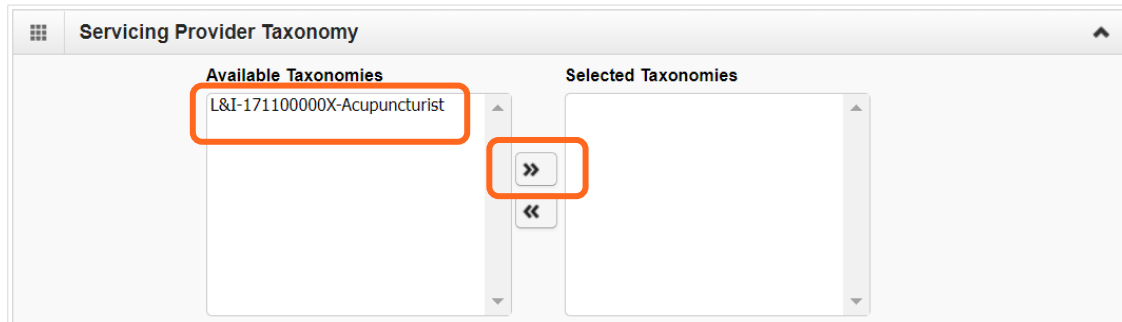 Servicing Provider Taxonomy
Available Taxonomies
Selected Taxonomies
L&I-171100000X-Acupuncturist
»
«